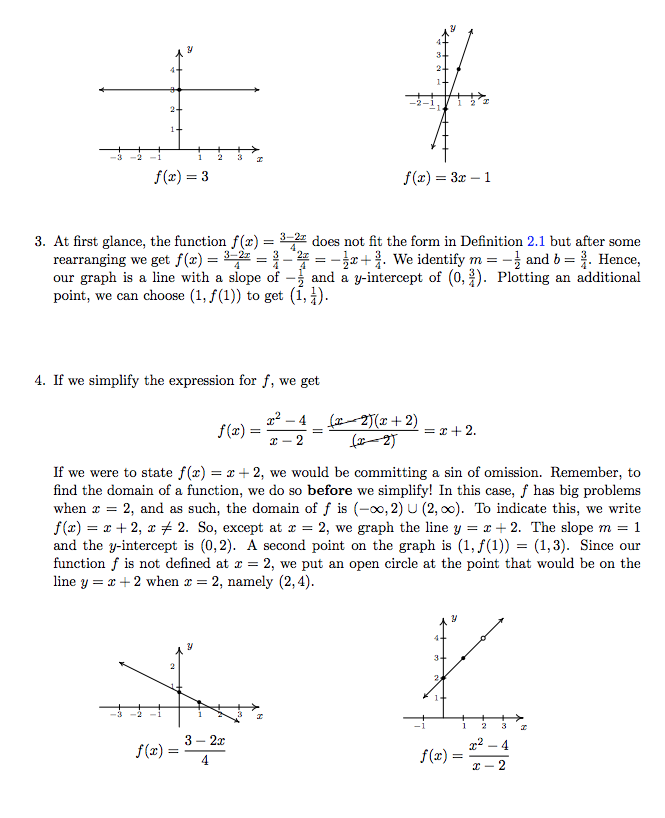 y
4
3
2
1
−3 −2 −1 1 2 3 x
f(x) = 3
y
4
3
2
1
−2 −1 1 2 x
−1
f(x) = 3x − 1
3. At first glance, the function f(x) = \frac{3−2x}{4} does not fit the form in Definition 2.1 but after some
rearranging we get f(x) = \frac{3−2x}{4} = \frac{3}{4} − \frac{2x}{4} = −\frac{1}{2}x + \frac{3}{4}. We identify m = −\frac{1}{2} and b = \frac{3}{4}. Hence,
our graph is a line with a slope of −\frac{1}{2} and a y-intercept of (0, \frac{3}{4}). Plotting an additional
point, we can choose (1, f(1)) to get (1, \frac{1}{4}).
4. If we simplify the expression for f, we get
f(x) = \frac{x² − 4}{x − 2} = \frac{(x − 2)(x + 2)}{(x − 2)} = x + 2.
If we were to state f(x) = x + 2, we would be committing a sin of omission. Remember, to
find the domain of a function, we do so before we simplify! In this case, f has big problems
when x = 2, and as such, the domain of f is (−∞, 2) ∪ (2, ∞). To indicate this, we write
f(x) = x + 2, x ≠ 2. So, except at x = 2, we graph the line y = x + 2. The slope m = 1
and the y-intercept is (0, 2). A second point on the graph is (1, f(1)) = (1, 3). Since our
function f is not defined at x = 2, we put an open circle at the point that would be on the
line y = x + 2 when x = 2, namely (2, 4).
y
2
1
−3 −2 −1 1 2 3 x
f(x) = \frac{3 − 2x}{4}
y
4
3
2
1
−1 1 2 3 x
f(x) = \frac{x² − 4}{x − 2}